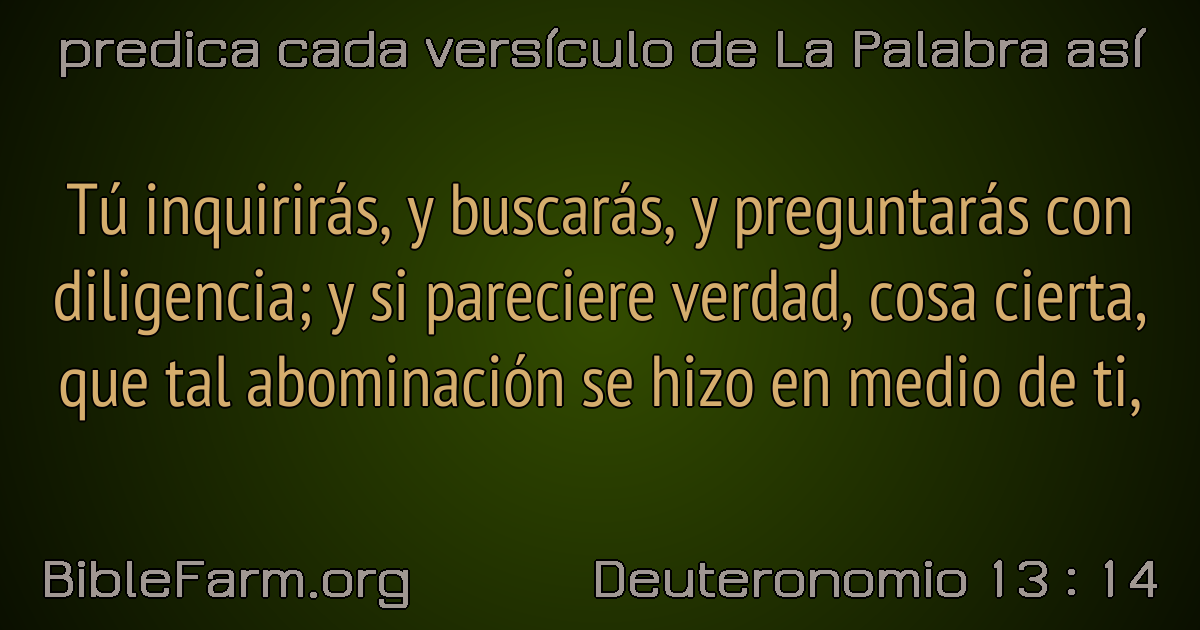 predica cada versículo de La Palabra así
Tú inquirirás, y buscarás, y preguntarás con
diligencia; y si pareciere verdad, cosa cierta,
que tal abominación se hizo en medio de ti,
BibleFarm.org
Deuteronomio 13 : 14